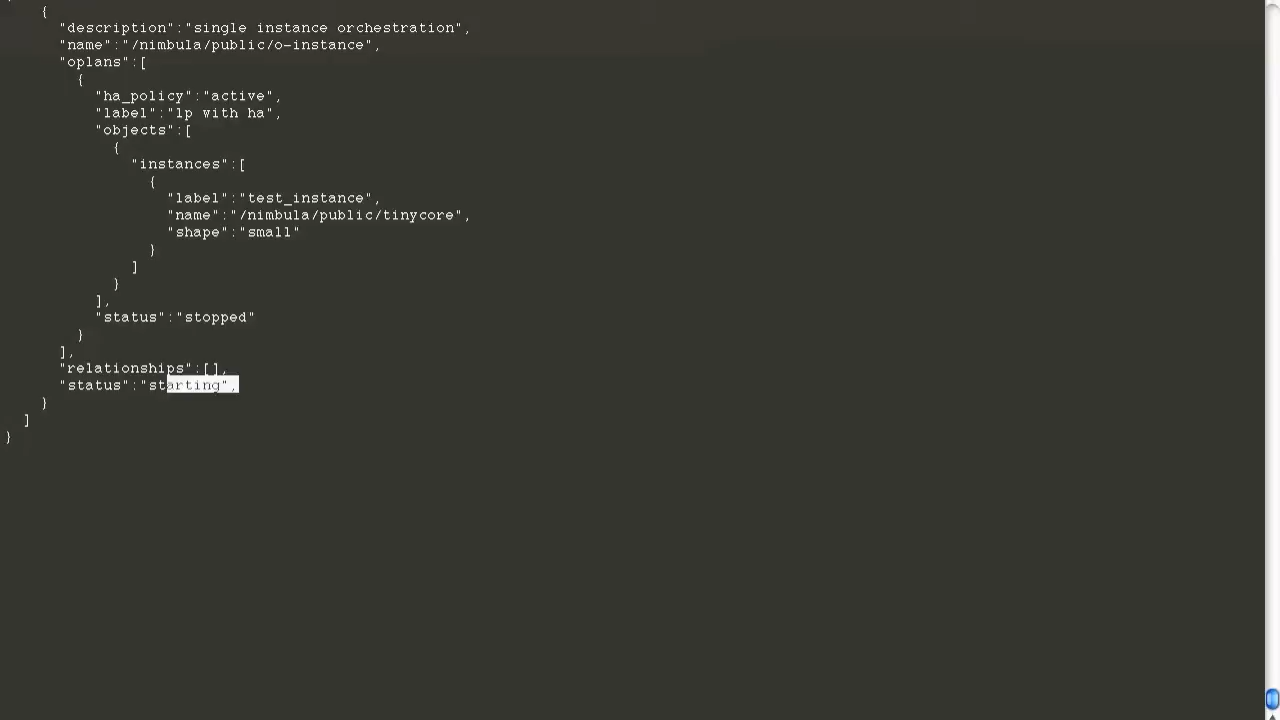 {
"description":"single instance orchestration",
"name":"/nimbula/public/o-instance",
"oplans":[
{
"ha_policy":"active",
"label":"lp with ha",
"objects":[
{
"instances":[
{
"label":"test_instance",
"name":"/nimbula/public/tinycore",
"shape":"small"
}
]
}
],
"status":"stopped"
}
],
"relationships":[],
"status":"starting",
}
]
}